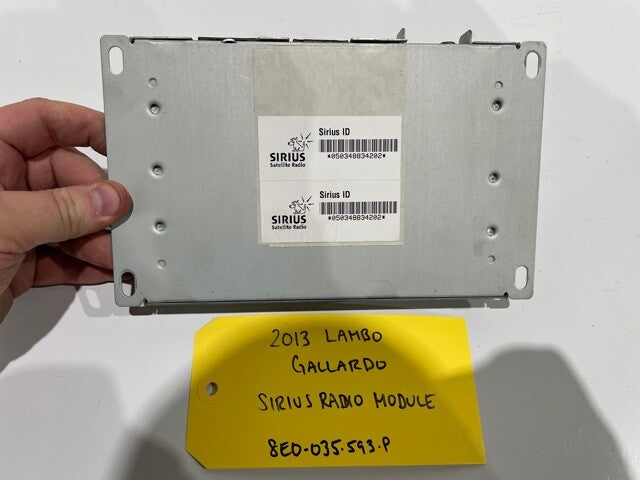 Sirius ID
SIRIUS
Satellite Radio
*050348834202*
Sirius ID
SIRIUS
Satellite Radio
*050348834202*
2013 LAMBO
GALLARDO
SIRIUS RADIO MODULE
8E0-035.593.P